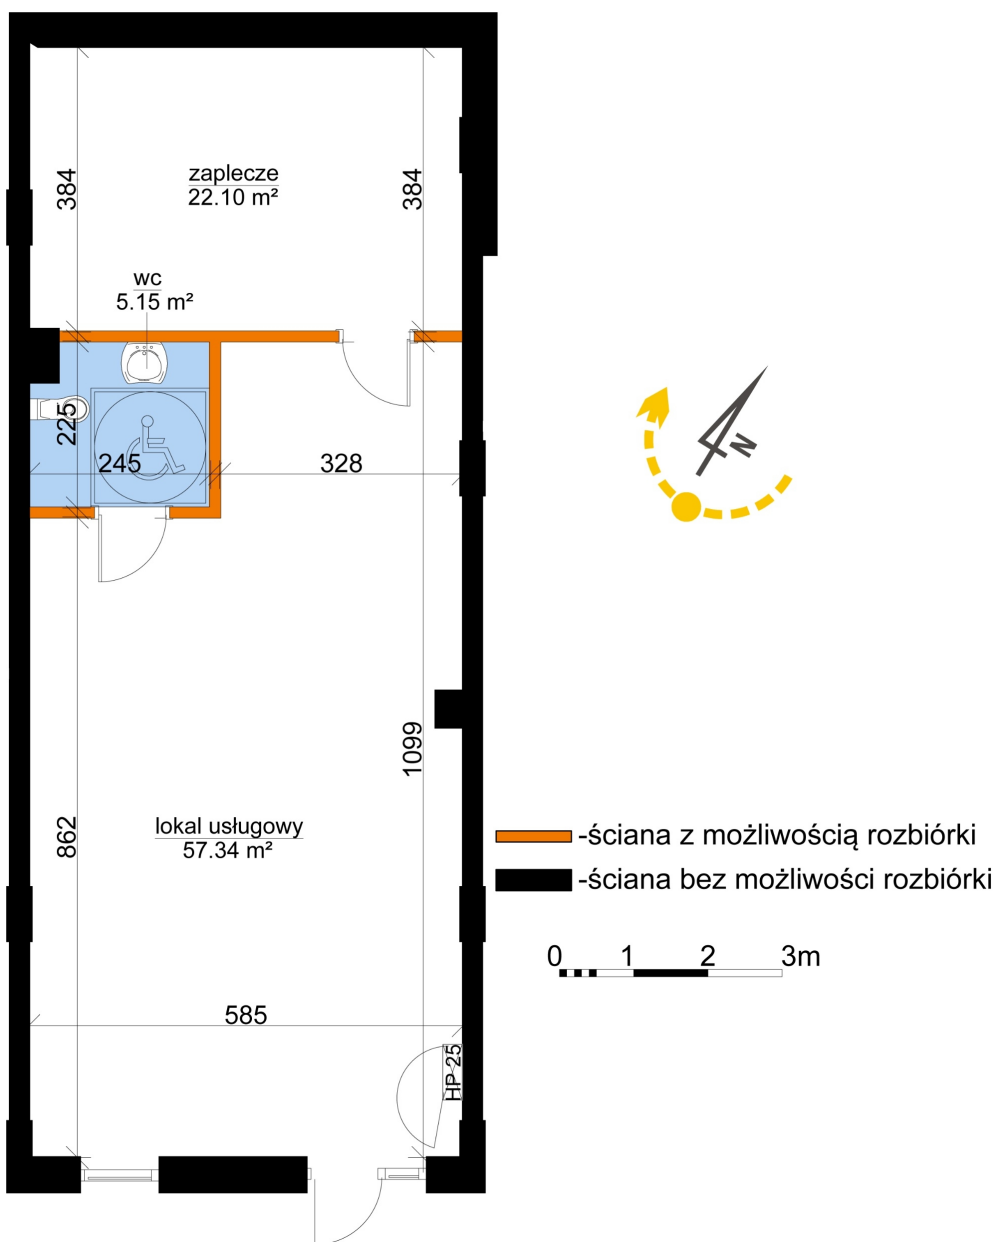 384
384
zaplecze
22.10 m²
wc
5.15 m²
225
245
328
N
1099
862
lokal usługowy
57.34 m²
-ściana z możliwością rozbiórki
-ściana bez możliwości rozbiórki
0 1 2 3m
585
HP 25